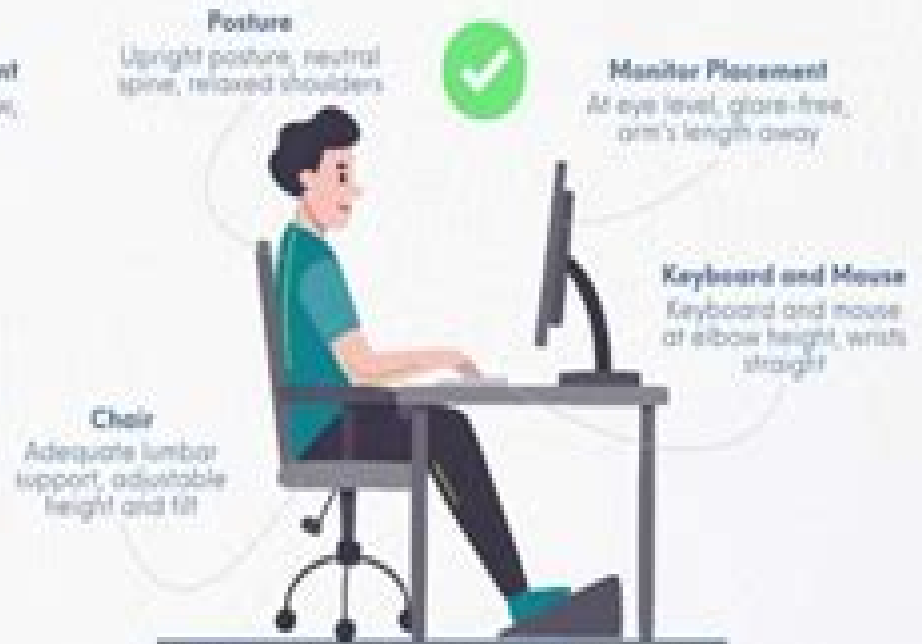 Posture
Upright posture, neutral
spine, relaxed shoulders
Monitor Placement
At eye level, glare-free,
arm's length away
Keyboard and Mouse
Keyboard and mouse
at elbow height, wrists
straight
Chair
Adequate lumbar
support, adjustable
height and tilt